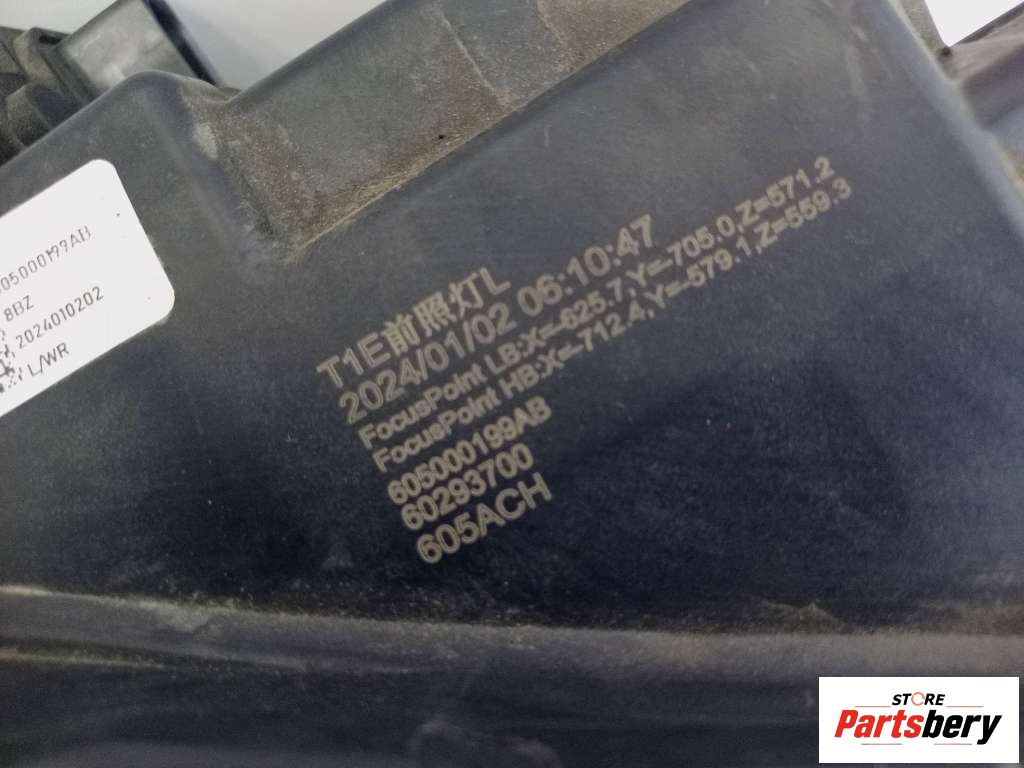 05000199AB
8BZ
2024010202
L/WR
T1E前照灯L
2024/01/02 06:10:47
FocusPoint LB:X=-625.7,Y=-705.0,Z=571.2
FocusPoint HB:X=-712.4,Y=-579.1,Z=559.3
605000199AB
60293700
605ACH
STORE
Partsbery